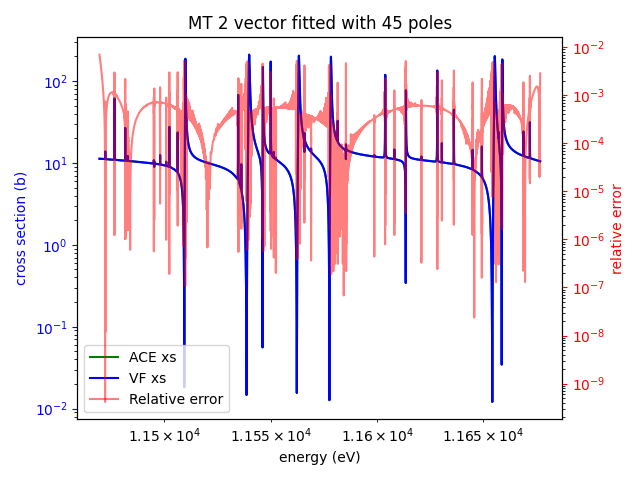 MT 2 vector fitted with 45 poles
cross section (b)
10²
10¹
10⁰
10⁻¹
10⁻²
relative error
10⁻²
10⁻³
10⁻⁴
10⁻⁵
10⁻⁶
10⁻⁷
10⁻⁸
10⁻⁹
ACE xs
VF xs
Relative error
1.15 × 10⁴ 1.155 × 10⁴ 1.16 × 10⁴ 1.165 × 10⁴
energy (eV)